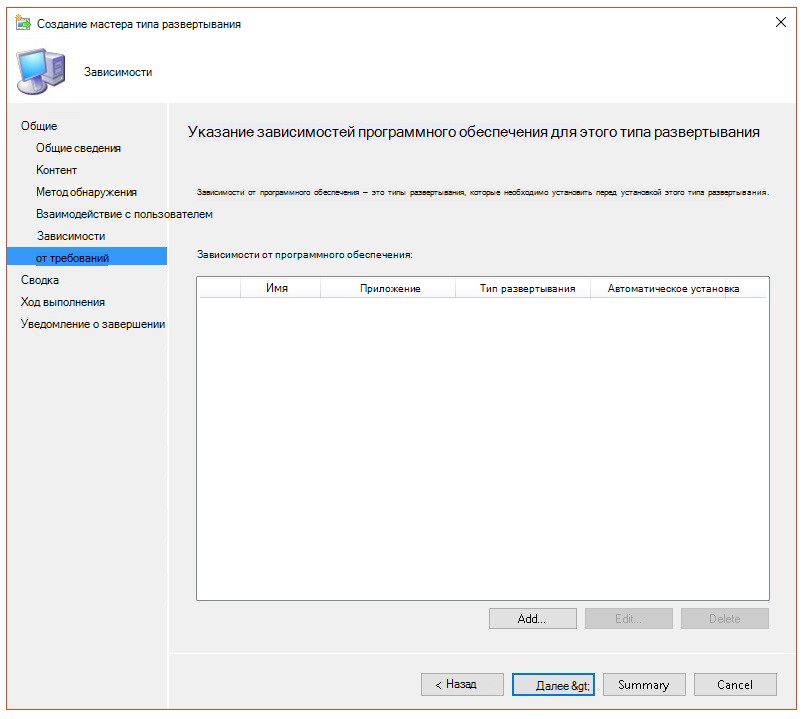 Создание мастера типа развертывания
Зависимости
Общие
Общие сведения
Контент
Метод обнаружения
Взаимодействие с пользователем
Зависимости
от требований
Сводка
Ход выполнения
Уведомление о завершении
Указание зависимостей программного обеспечения для этого типа развертывания
Зависимости от программного обеспечения — это типы развертывания, которые необходимо установить перед установкой этого типа развертывания.
Зависимости от программного обеспечения:
Имя Приложение Тип развертывания Автоматическое установка
Add... Edit... Delete
< Назад Далее &gt; Summary Cancel